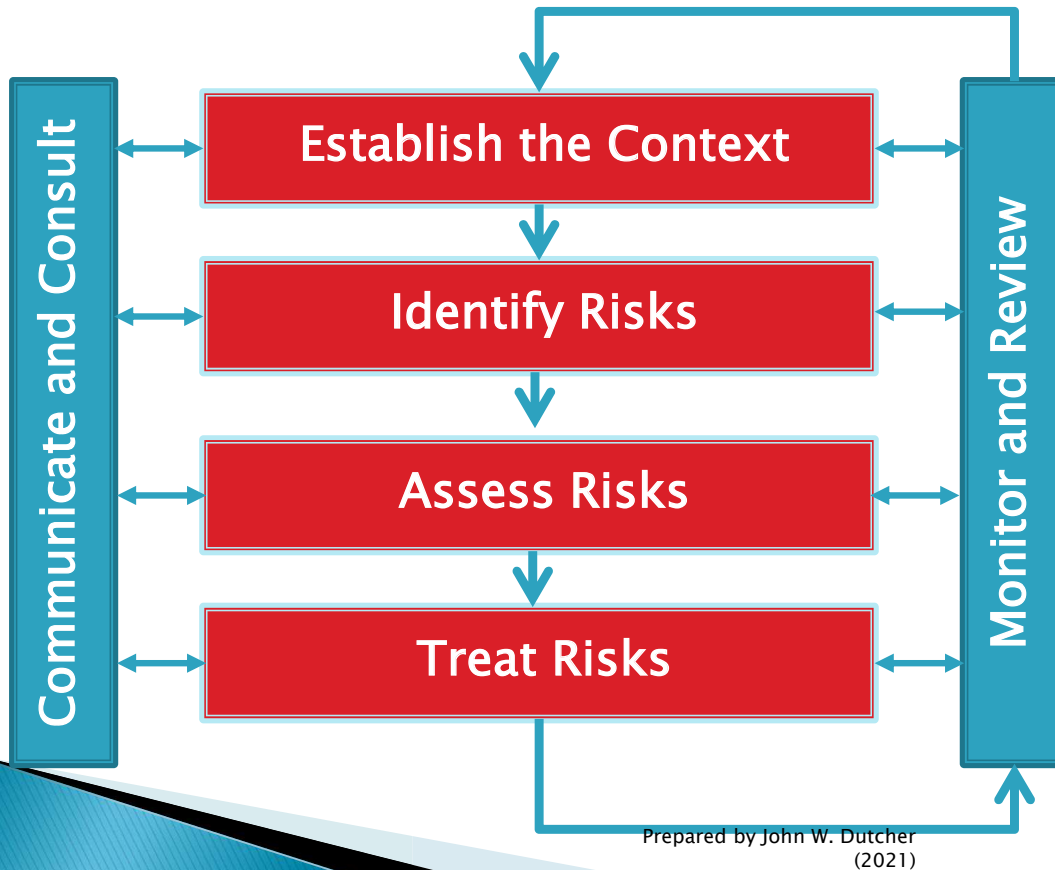 Communicate and Consult
Establish the Context
Identify Risks
Assess Risks
Treat Risks
Monitor and Review
Prepared by John W. Dutcher
(2021)